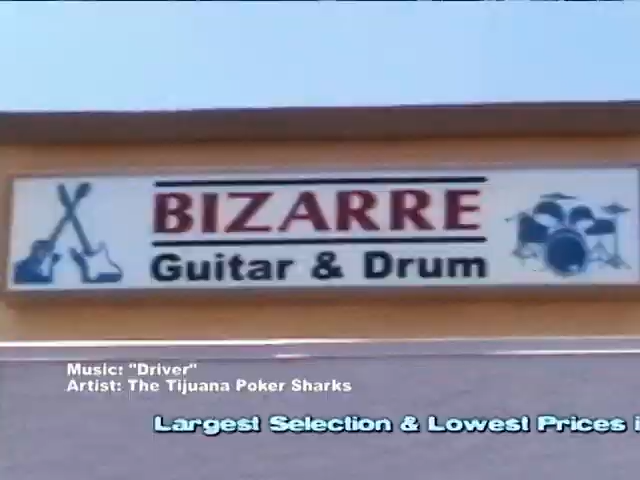 BIZARRE
Guitar & Drum
Music: "Driver"
Artist: The Tijuana Poker Sharks
Largest Selection & Lowest Prices i